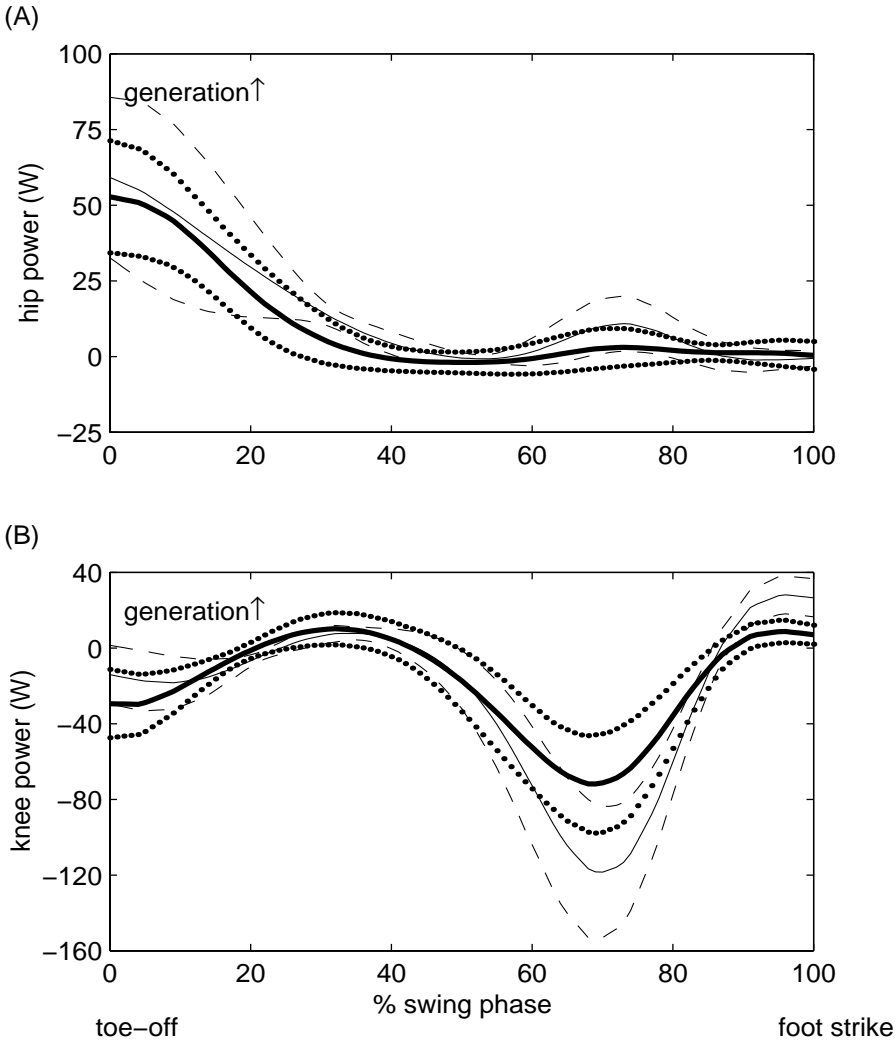 (A)
100
generation↑
75
50
25
0
−25
hip power (W)
0 20 40 60 80 100
(B)
40
generation↑
0
−40
−80
−120
−160
knee power (W)
0 20 40 60 80 100
% swing phase
toe−off foot strike